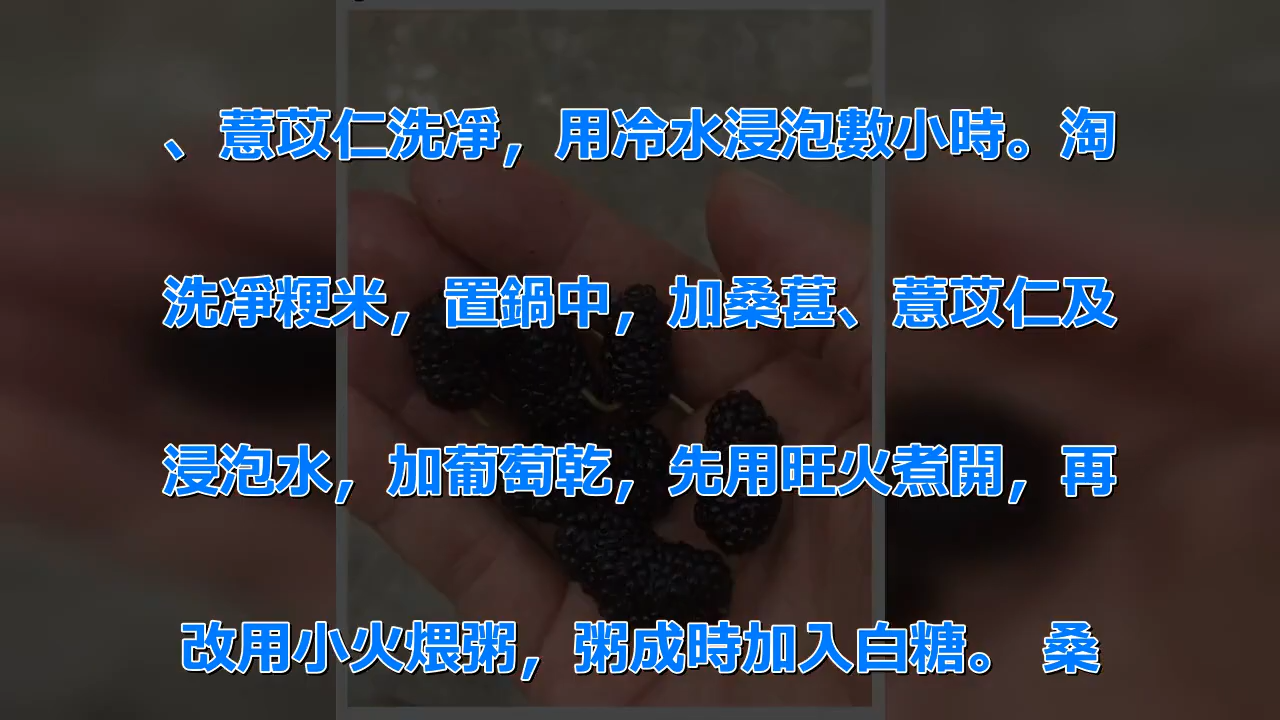 、薏苡仁洗凈，用冷水浸泡數小時。淘
洗凈粳米，置鍋中，加桑葚、薏苡仁及
浸泡水，加葡萄乾，先用旺火煮開，再
改用小火煨粥，粥成時加入白糖。 桑